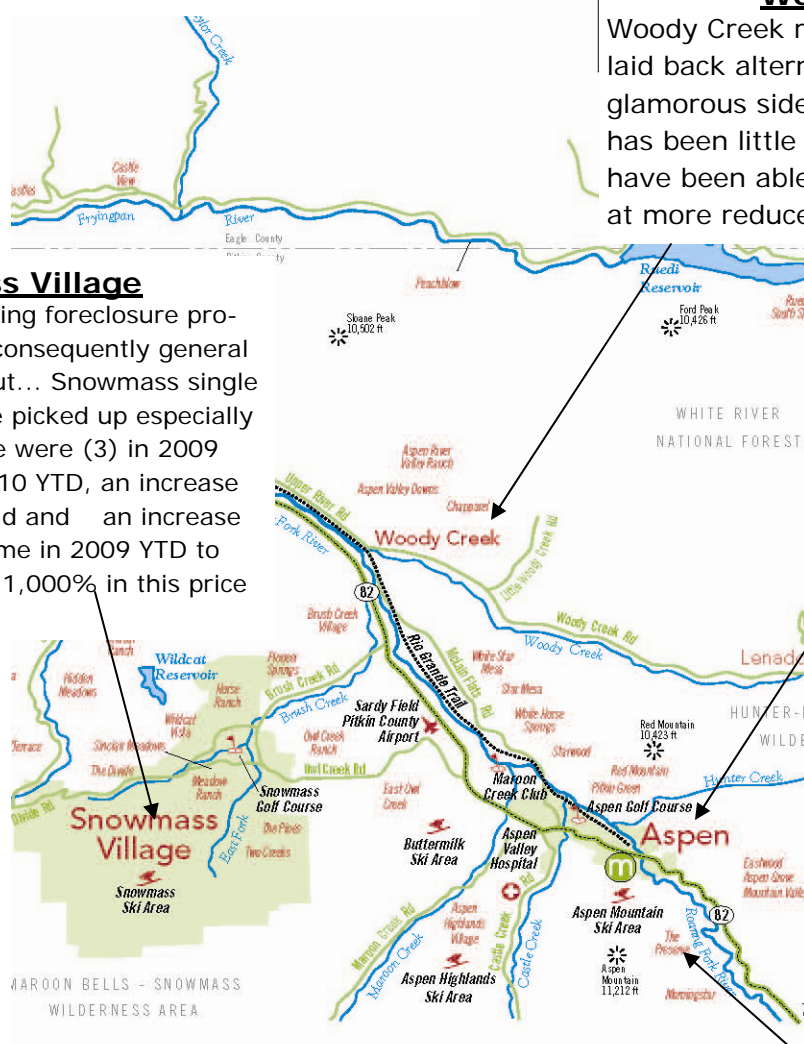 Woody Creek
laid back
glamorous side
has been little
have been able
at more
Castle
View
Fryingpan
River
Eagle County
Peachblow
Ruedi
Reservoir
Sloane Peak
10,502 ft
Ford Peak
10,426 ft
ss Village
ing foreclosure pro-
consequently general
ut... Snowmass single
e picked up especially
e were (3) in 2009
10 YTD, an increase
d and an increase
me in 2009 YTD to
1,000% in this price
WHITE RIVER
NATIONAL FOREST
Aspen River
Valley Ranch
Aspen Valley Downs
Chapparel
Upper River Rd
Fork River
Woody Creek
Little Woody Creek Rd
82
Woody Creek Rd
Woody Creek
Brush Creek
Village
Rio Grande Trail
McLain Flats Rd
White Star
Mesa
Star Mesa
White Horse
Springs
Starwood
Wildcat
Reservoir
Hidden
Meadows
Horse
Ranch
Wildcat
Vista
Brush Creek Rd
Brush Creek
Sardy Field
Pitkin County
Airport
Red Mountain
10,423 ft
Terrace
Sinclair Meadows
The Divide
Owl Creek
Ranch
Owl Creek Rd
Meadow
Ranch
Snowmass
Golf Course
East Owl
Creek
Maroon
Creek Club
Red Mountain
Pitkin Green
Hunter Creek
Aspen Golf Course
Divide Rd
Snowmass
Village
East Fork
The Pines
Two Creeks
Buttermilk
Ski Area
Aspen
Valley
Hospital
Aspen
m
Snowmass
Ski Area
Eastwood
Aspen Grove
Mountain Valley
Aspen Mountain
Ski Area
82
Maroon Creek Rd
Maroon Creek
Aspen
Highlands
Village
Castle Creek Rd
Castle Creek
Roaring Fork River
The
Preserve
Aspen Highlands
Ski Area
Aspen
Mountain
11,212 ft
Morningstar
MAROON BELLS - SNOWMASS
WILDERNESS AREA